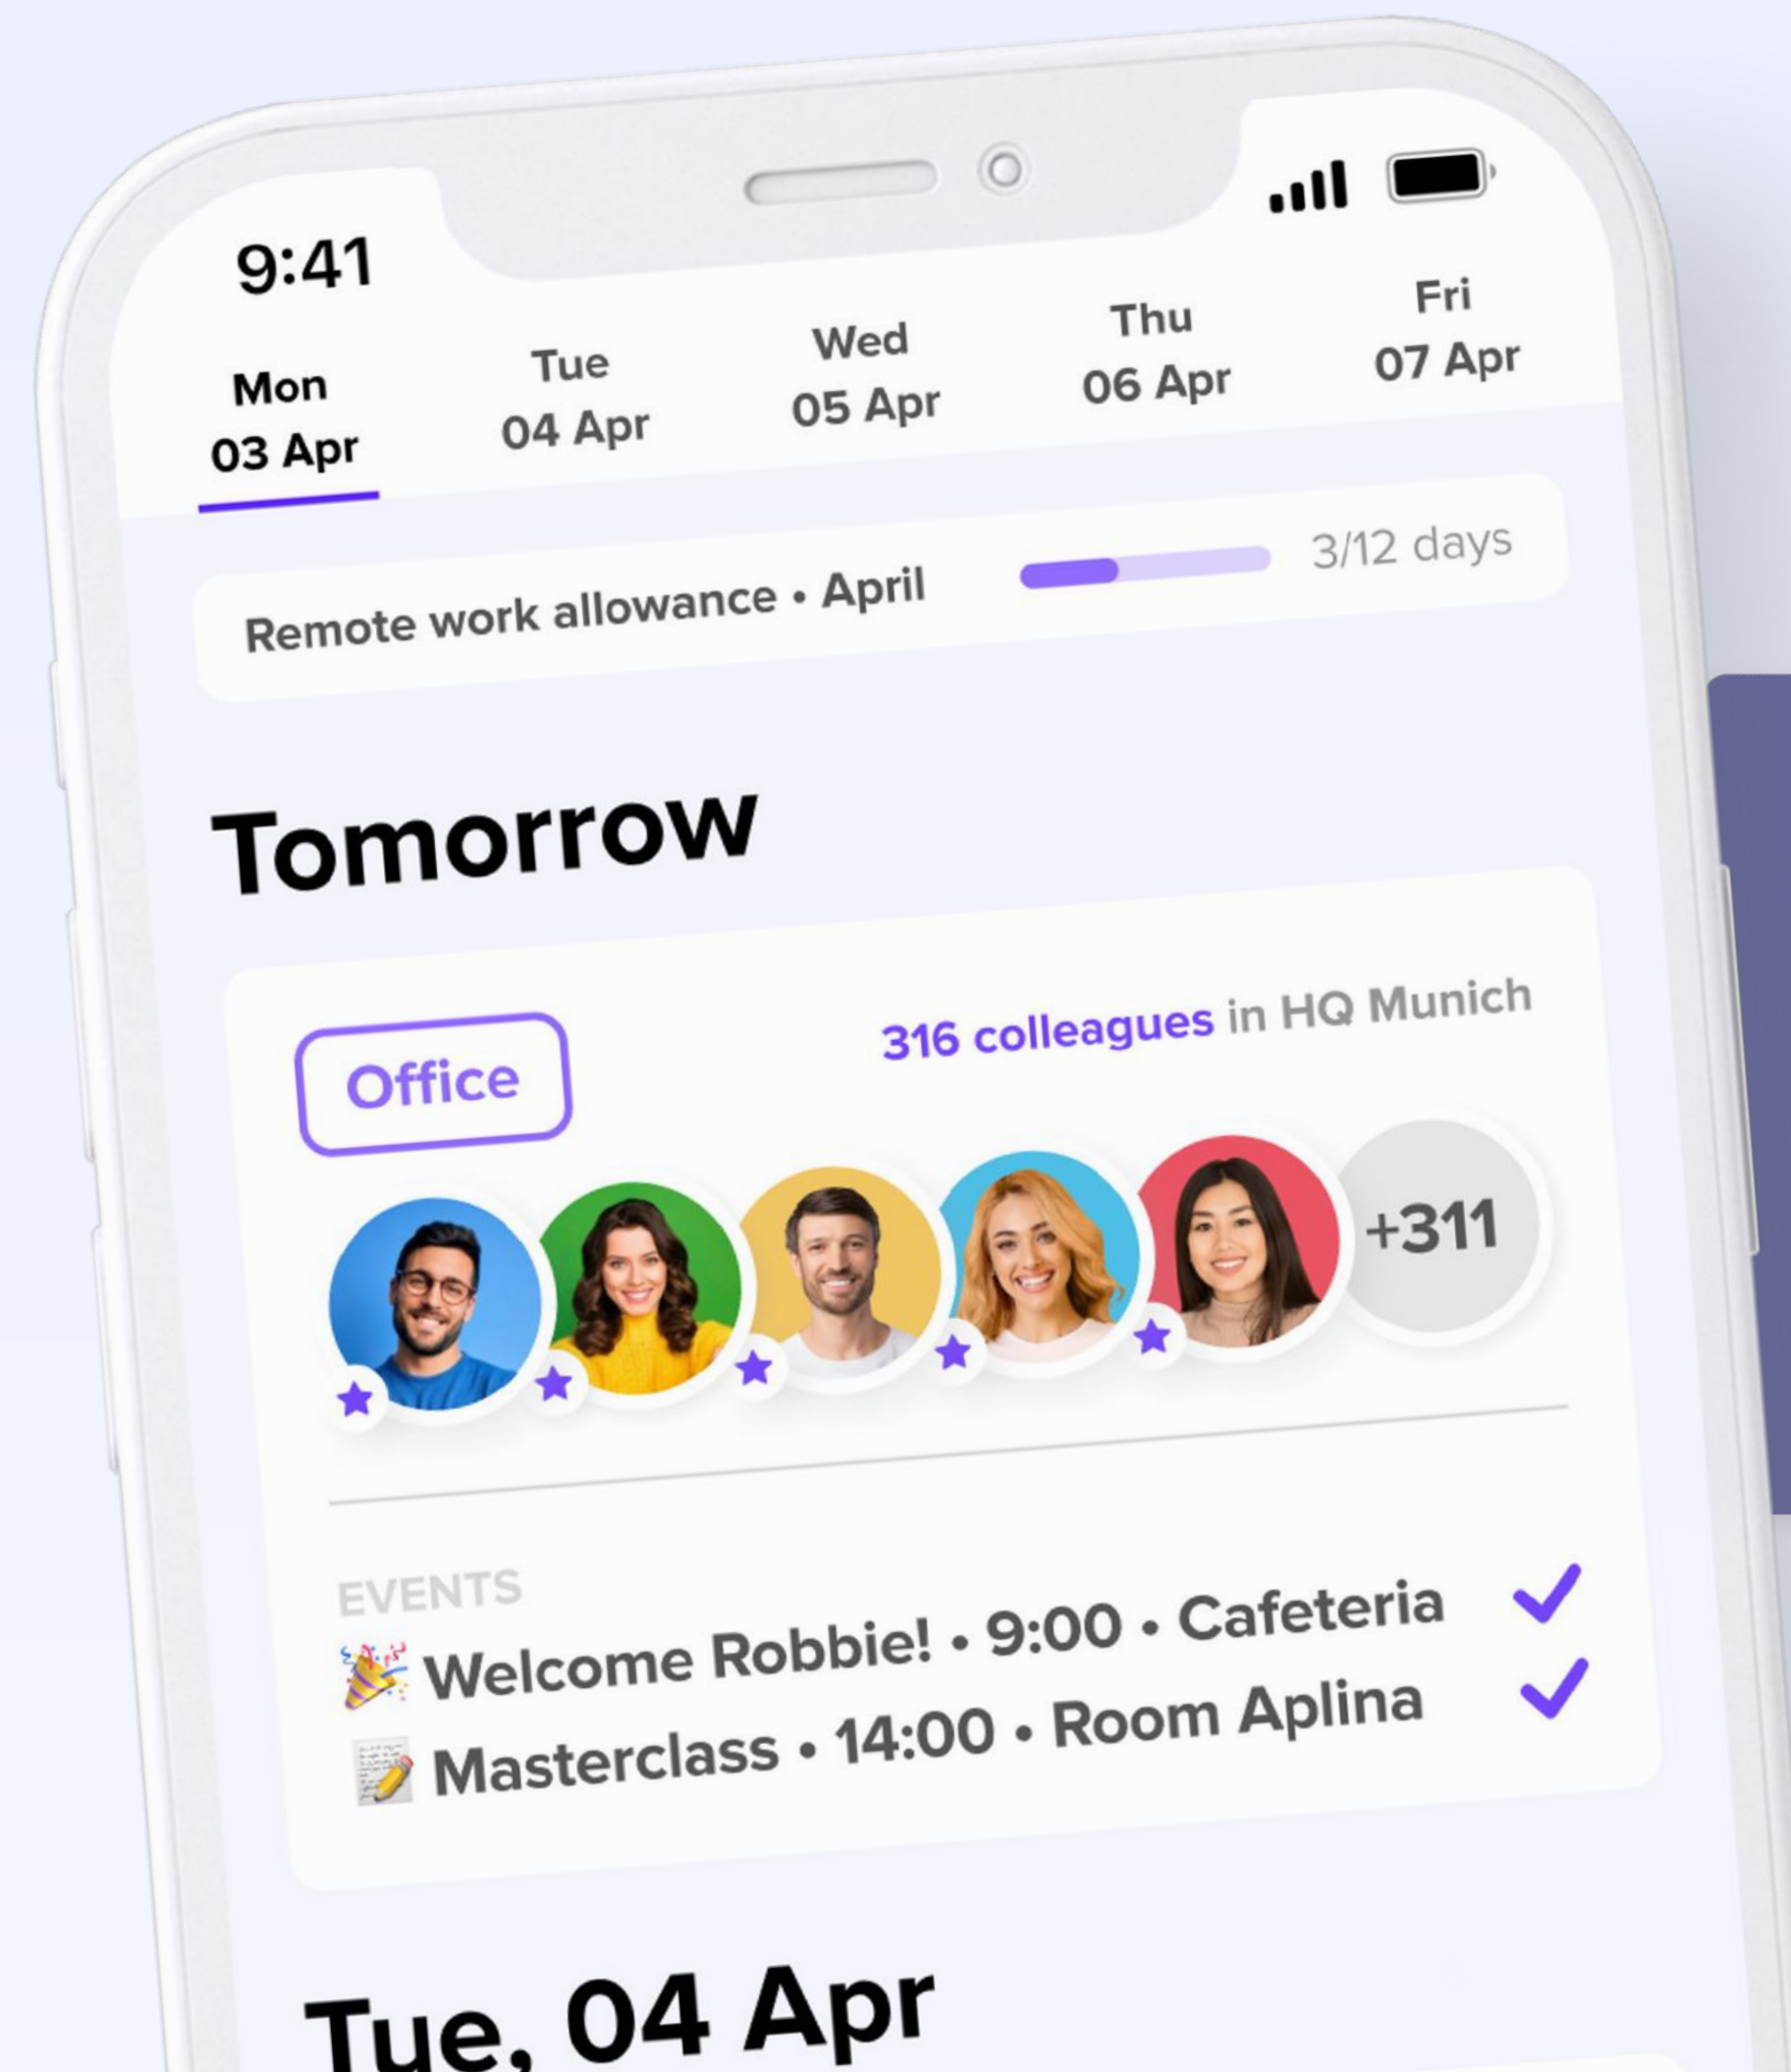 9:41
Mon Tue Wed Thu Fri
03 Apr 04 Apr 05 Apr 06 Apr 07 Apr
Remote work allowance • April 3/12 days
Tomorrow
Office 316 colleagues in HQ Munich
+311
EVENTS
🎉 Welcome Robbie! • 9:00 • Cafeteria
📝 Masterclass • 14:00 • Room Aplina
Tue, 04 Apr